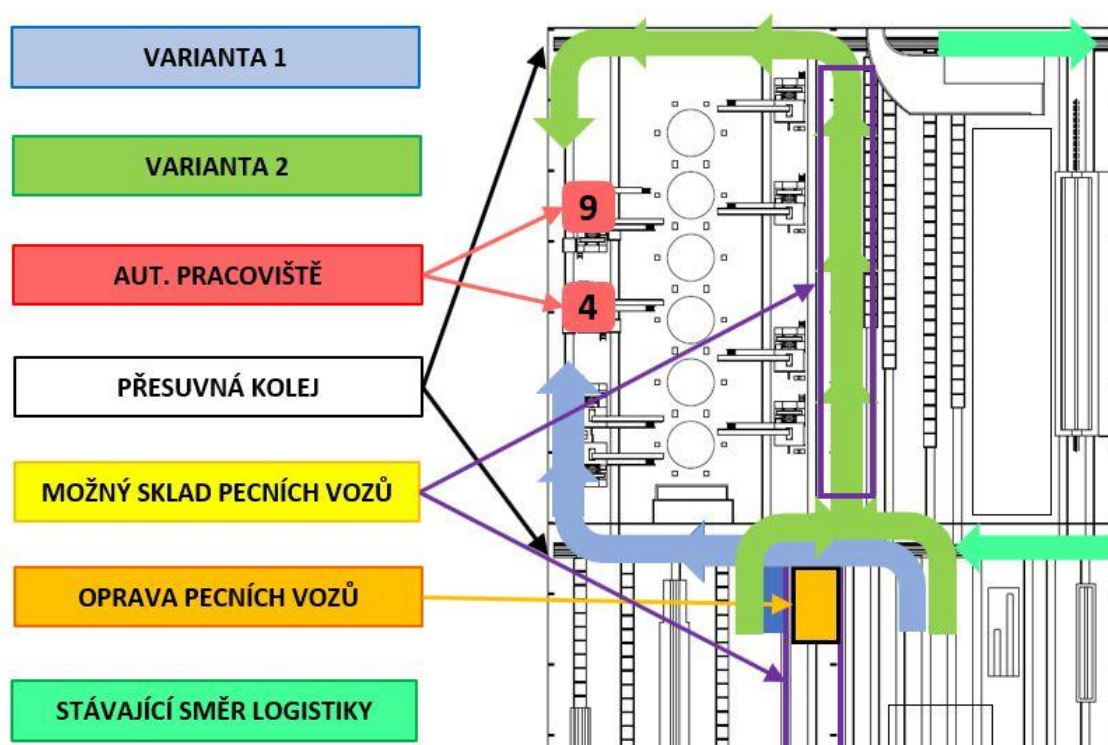 VARIANTA 1
VARIANTA 2
AUT. PRACOVIŠTĚ
PŘESUVNÁ KOLEJ
MOŽNÝ SKLAD PECNÍCH VOZŮ
OPRAVA PECNÍCH VOZŮ
STÁVAJÍCÍ SMĚR LOGISTIKY
9
4